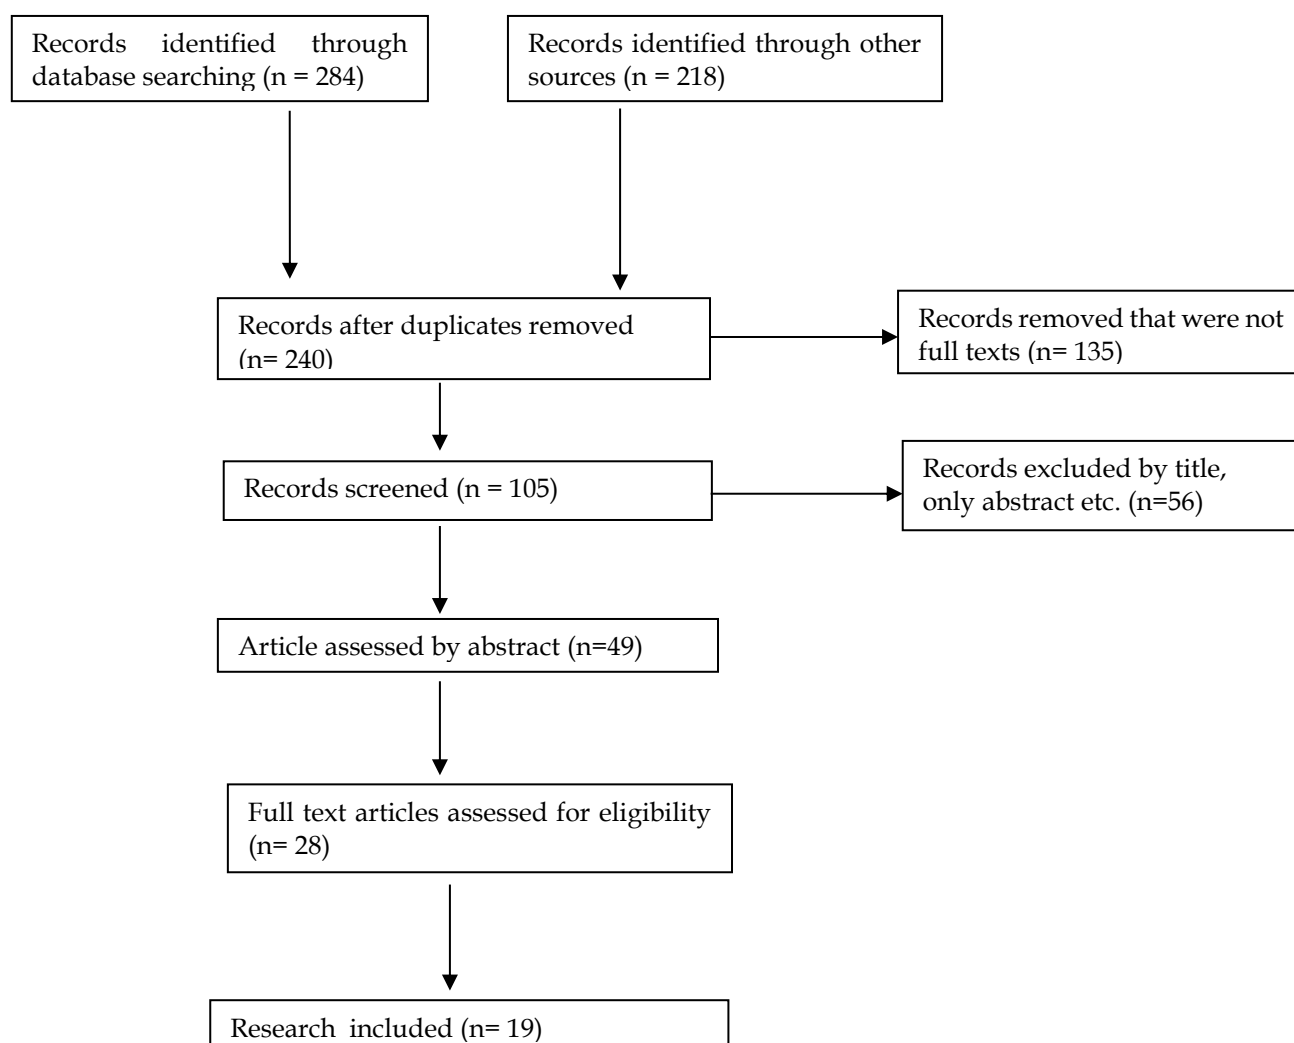 Records identified through
database searching (n = 284)
Records identified through other
sources (n = 218)
Records after duplicates removed
(n= 240)
Records removed that were not
full texts (n= 135)
Records screened (n = 105)
Records excluded by title,
only abstract etc. (n=56)
Article assessed by abstract (n=49)
Full text articles assessed for eligibility
(n= 28)
Research included (n= 19)